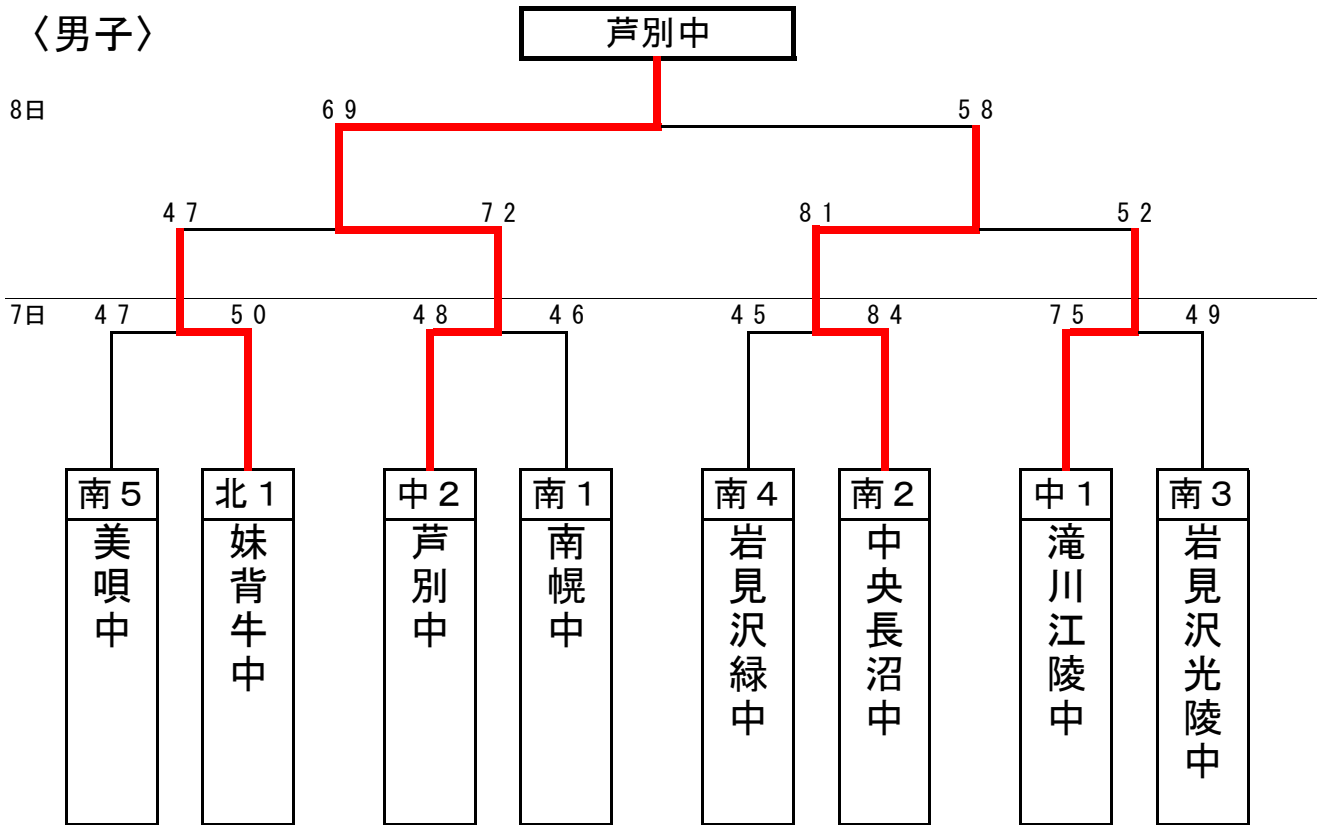 〈男子〉
芦別中
8日
６９
５８
４７
７２
８１
５２
7日
４７
５０
４８
４６
４５
８４
７５
４９
南５
北１
中２
南１
南４
南２
中１
南３
美唄中
妹背牛中
芦別中
南幌中
岩見沢緑中
中央長沼中
滝川江陵中
岩見沢光陵中